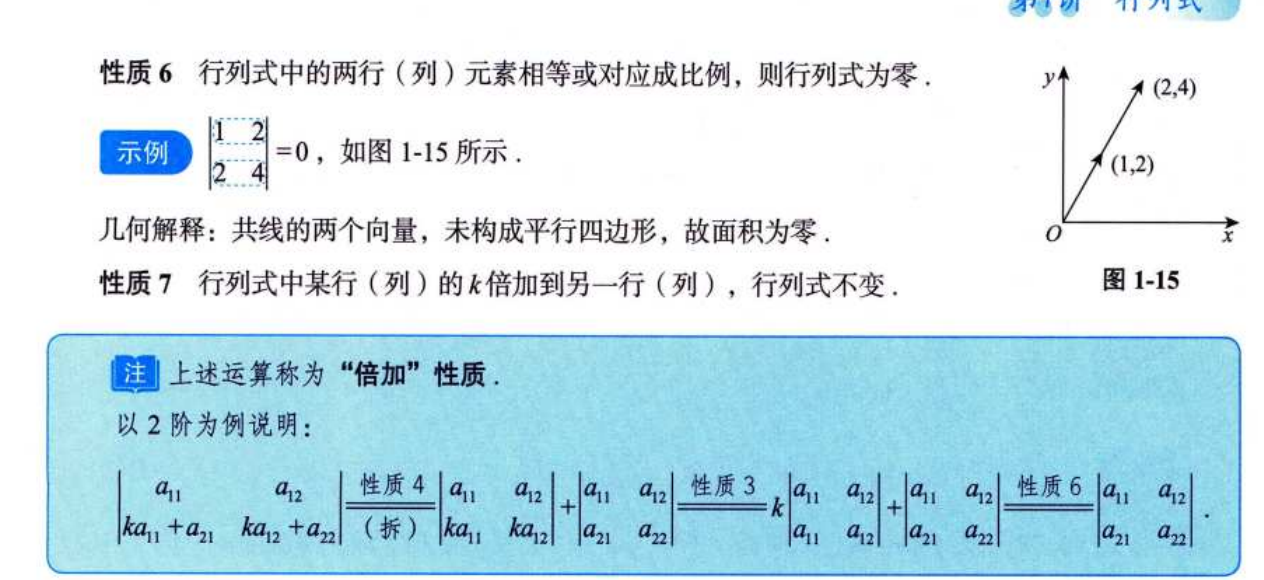 第1讲 行列式
性质 6 行列式中的两行（列）元素相等或对应成比例，则行列式为零．
示例 |1 2; 2 4| =0，如图 1-15 所示．
几何解释：共线的两个向量，未构成平行四边形，故面积为零．
性质 7 行列式中某行（列）的 k 倍加到另一行（列），行列式不变．
y
(2,4)
(1,2)
O
x
图 1-15
注 上述运算称为“倍加”性质．
以 2 阶为例说明：
|a₁₁ a₁₂; ka₁₁+a₂₁ ka₁₂+a₂₂| 性质 4（拆）== |a₁₁ a₁₂; ka₁₁ ka₁₂| + |a₁₁ a₁₂; a₂₁ a₂₂| 性质 3 == k|a₁₁ a₁₂; a₁₁ a₁₂| + |a₁₁ a₁₂; a₂₁ a₂₂| 性质 6 == |a₁₁ a₁₂; a₂₁ a₂₂|．